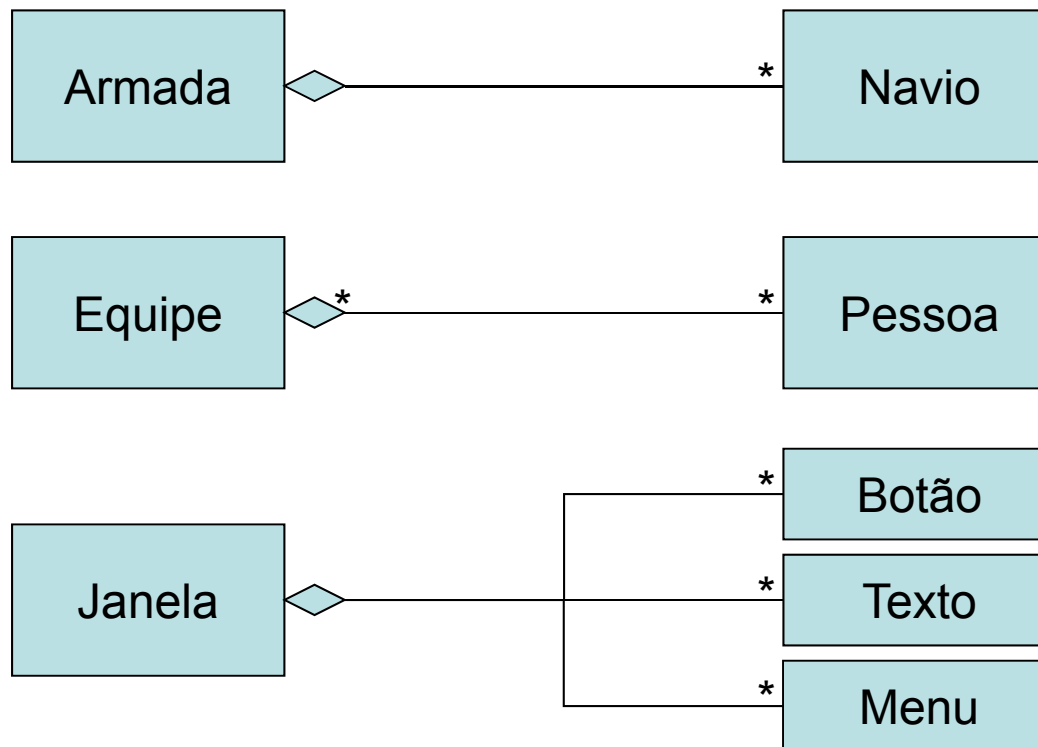 Armada * Navio
Equipe * * Pessoa
* Botão
Janela * Texto
* Menu